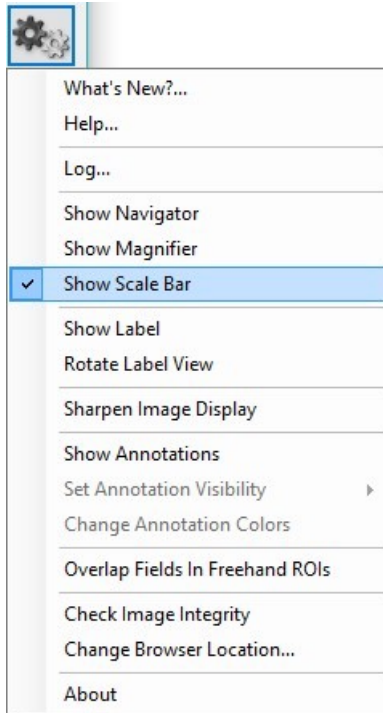 What's New?...
Help...
Log...
Show Navigator
Show Magnifier
Show Scale Bar
Show Label
Rotate Label View
Sharpen Image Display
Show Annotations
Set Annotation Visibility
Change Annotation Colors
Overlap Fields In Freehand ROIs
Check Image Integrity
Change Browser Location...
About